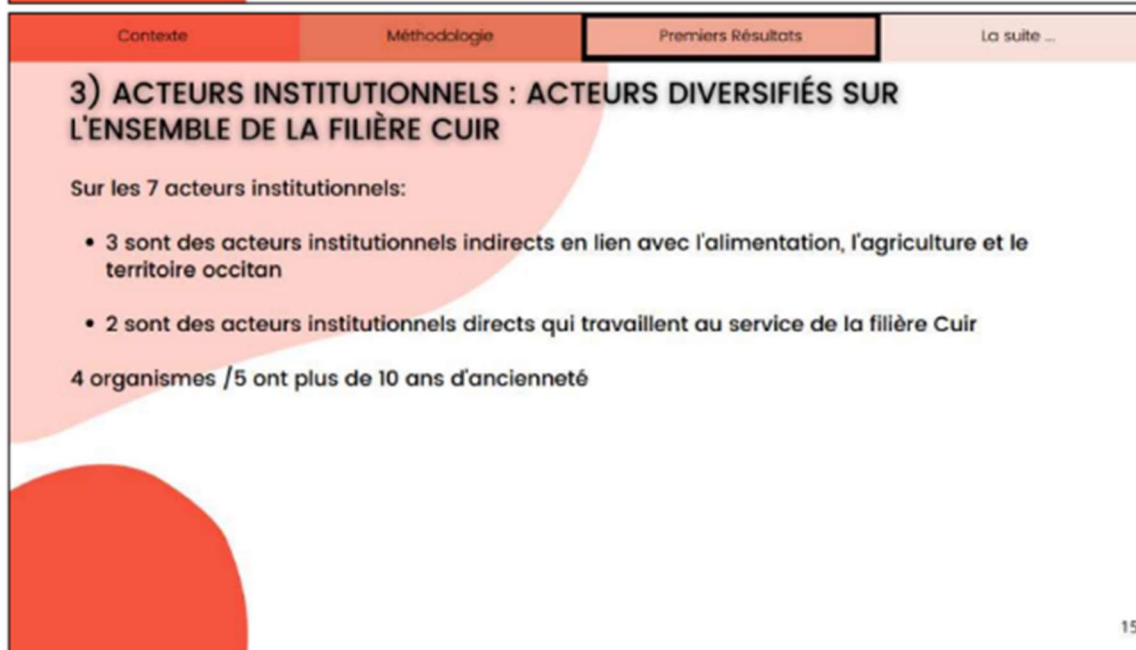 Contexte
Méthodologie
Premiers Résultats
La suite ...
3) ACTEURS INSTITUTIONNELS : ACTEURS DIVERSIFIÉS SUR
L'ENSEMBLE DE LA FILIÈRE CUIR
Sur les 7 acteurs institutionnels:
• 3 sont des acteurs institutionnels indirects en lien avec l'alimentation, l'agriculture et le
territoire occitan
• 2 sont des acteurs institutionnels directs qui travaillent au service de la filière Cuir
4 organismes /5 ont plus de 10 ans d'ancienneté
15